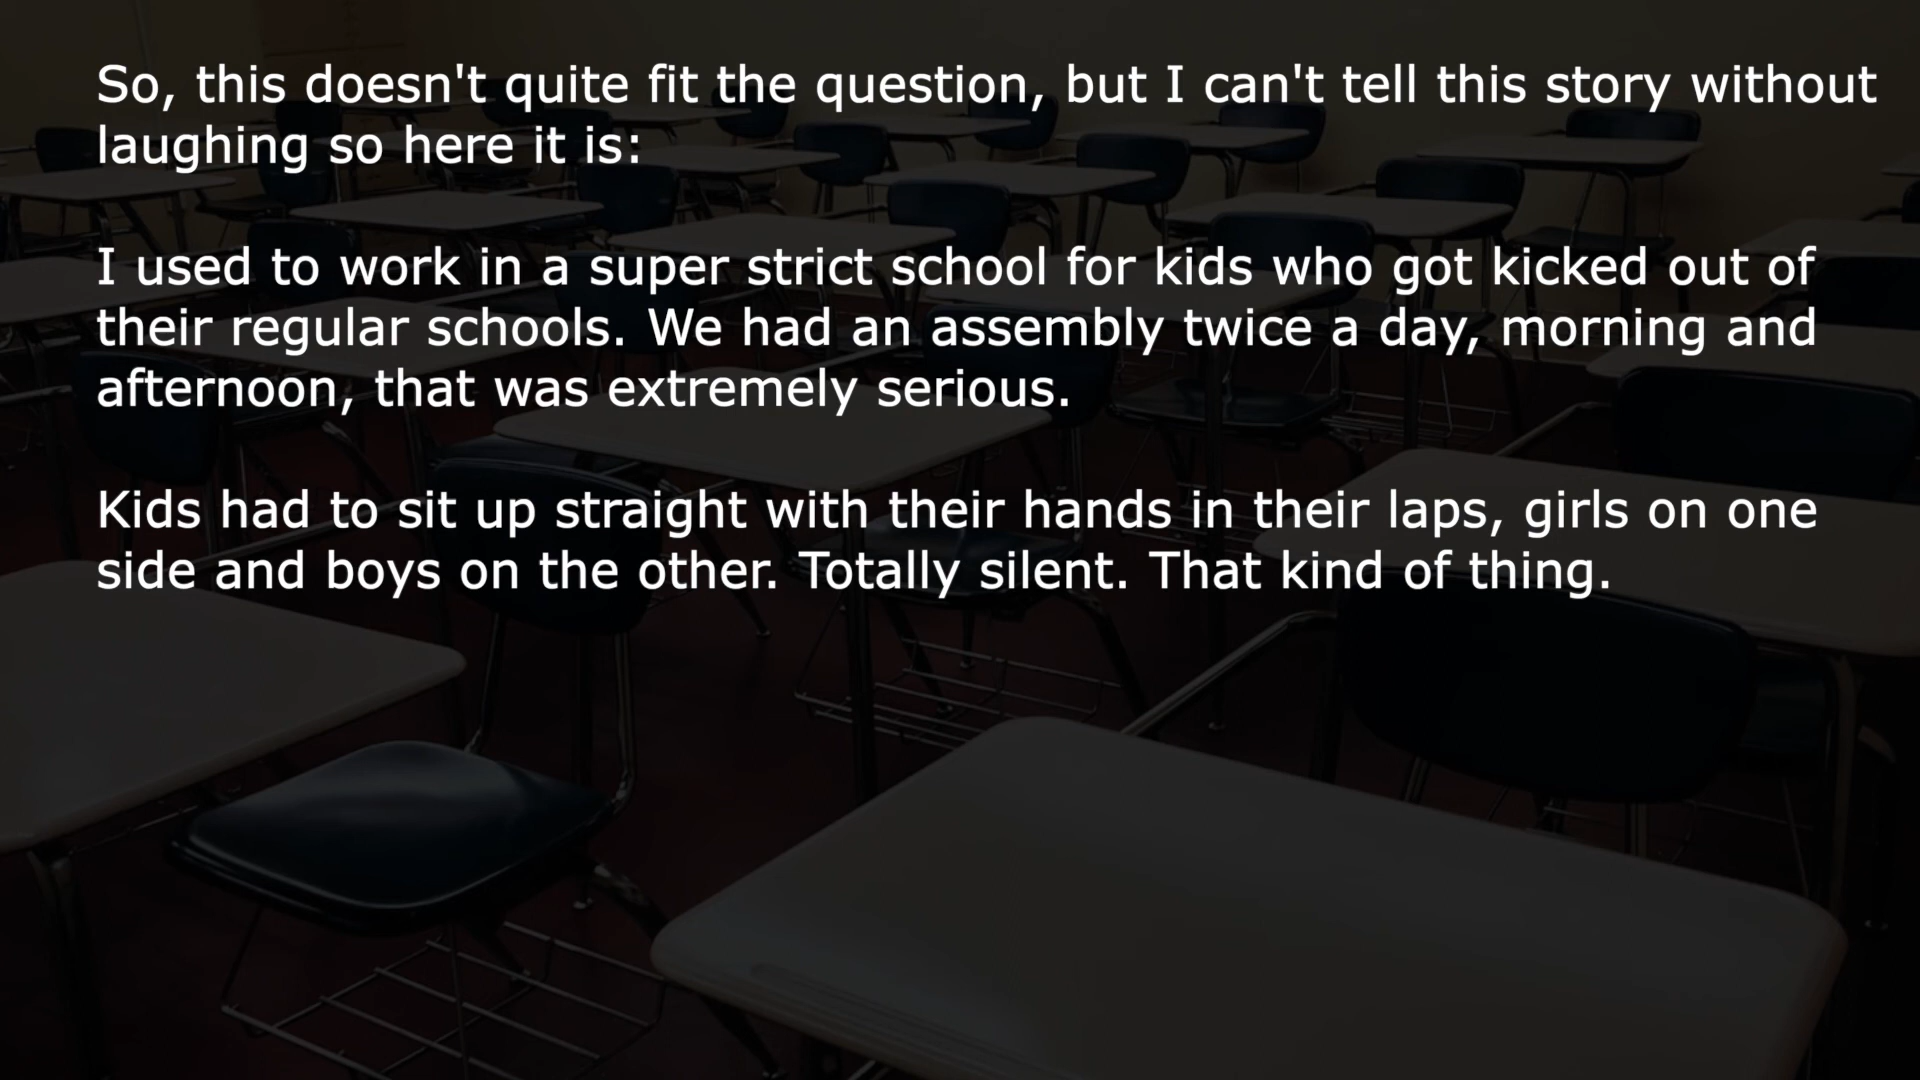 So, this doesn't quite fit the question, but I can't tell this story without
laughing so here it is:
I used to work in a super strict school for kids who got kicked out of
their regular schools. We had an assembly twice a day, morning and
afternoon, that was extremely serious.
Kids had to sit up straight with their hands in their laps, girls on one
side and boys on the other. Totally silent. That kind of thing.